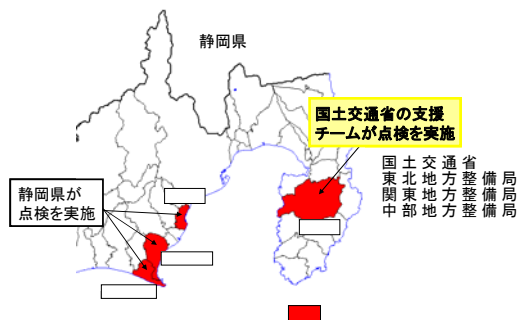 静岡県
国土交通省の支援
チームが点検を実施
国土交通省
東北地方整備局
関東地方整備局
中部地方整備局
静岡県が
点検を実施